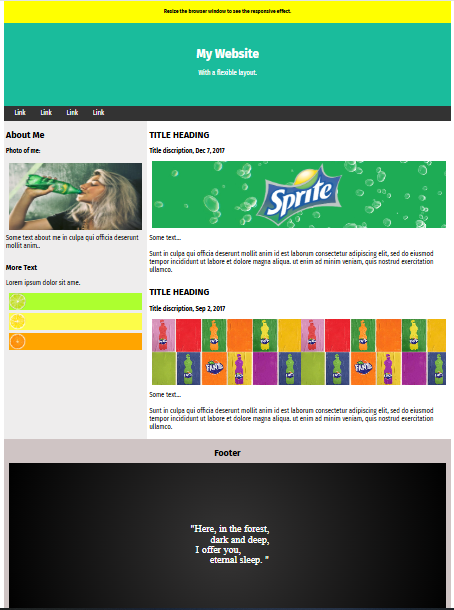 Resize the browser window to see the responsive effect.
My Website
With a flexible layout.
Link Link Link Link
About Me
Photo of me:
Some text about me in culpa qui officia deserunt
mollit anim..
More Text
Lorem ipsum dolor sit ame.
TITLE HEADING
Title discription, Dec 7, 2017
Sprite
Some text...
Sunt in culpa qui officia deserunt mollit anim id est laborum consectetur adipiscing elit, sed do eiusmod
tempor incididunt ut labore et dolore magna aliqua. ut enim ad minim veniam, quis nostrud exercitation
ullamco.
TITLE HEADING
Title discription, Sep 2, 2017
FANTA FANTA
Some text...
Sunt in culpa qui officia deserunt mollit anim id est laborum consectetur adipiscing elit, sed do eiusmod
tempor incididunt ut labore et dolore magna aliqua. ut enim ad minim veniam, quis nostrud exercitation
ullamco.
Footer
"Here, in the forest,
dark and deep,
I offer you,
eternal sleep. "